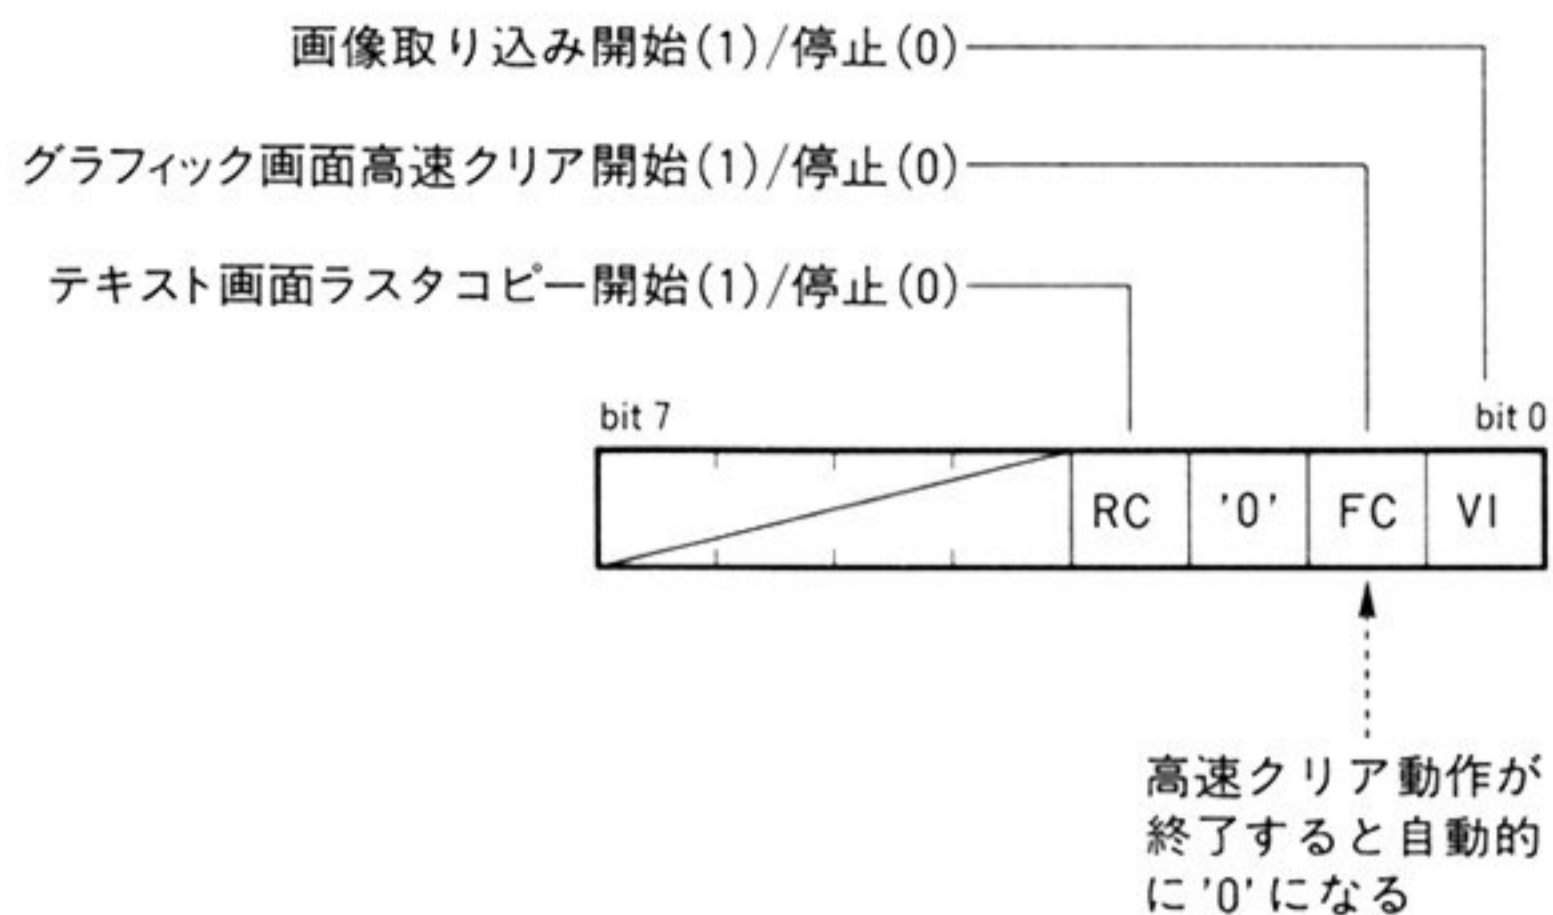 画像取り込み開始(1)/停止(0)
グラフィック画面高速クリア開始(1)/停止(0)
テキスト画面ラスタコピー開始(1)/停止(0)
bit 7
bit 0
RC
'0'
FC
VI
高速クリア動作が
終了すると自動的
に'0'になる